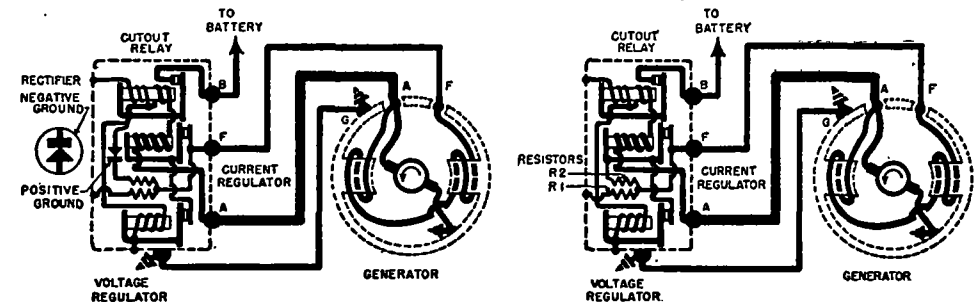 TO
BATTERY
CUTOUT
RELAY
RECTIFIER
NEGATIVE
GROUND
POSITIVE
GROUND
B
F
A
CURRENT
REGULATOR
VOLTAGE
REGULATOR
G
A
F
GENERATOR
TO
BATTERY
CUTOUT
RELAY
RESISTORS
R2
R1
B
F
A
CURRENT
REGULATOR
VOLTAGE
REGULATOR.
G
A
F
GENERATOR